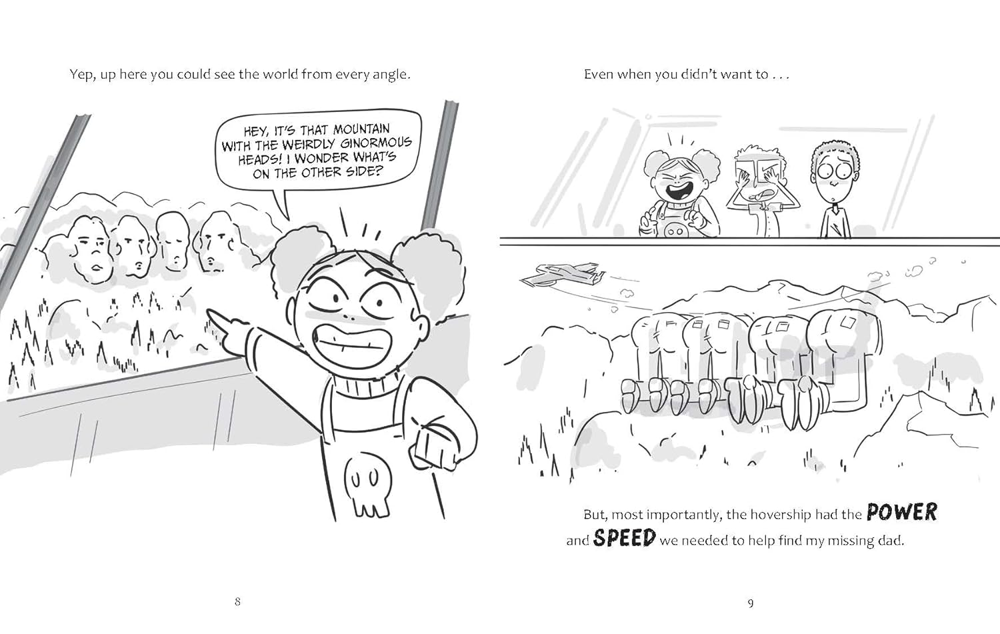 Yep, up here you could see the world from every angle.
HEY, IT'S THAT MOUNTAIN
WITH THE WEIRDLY GINORMOUS
HEADS! I WONDER WHAT'S
ON THE OTHER SIDE?
8
Even when you didn't want to . . .
But, most importantly, the hovership had the POWER
and SPEED we needed to help find my missing dad.
9